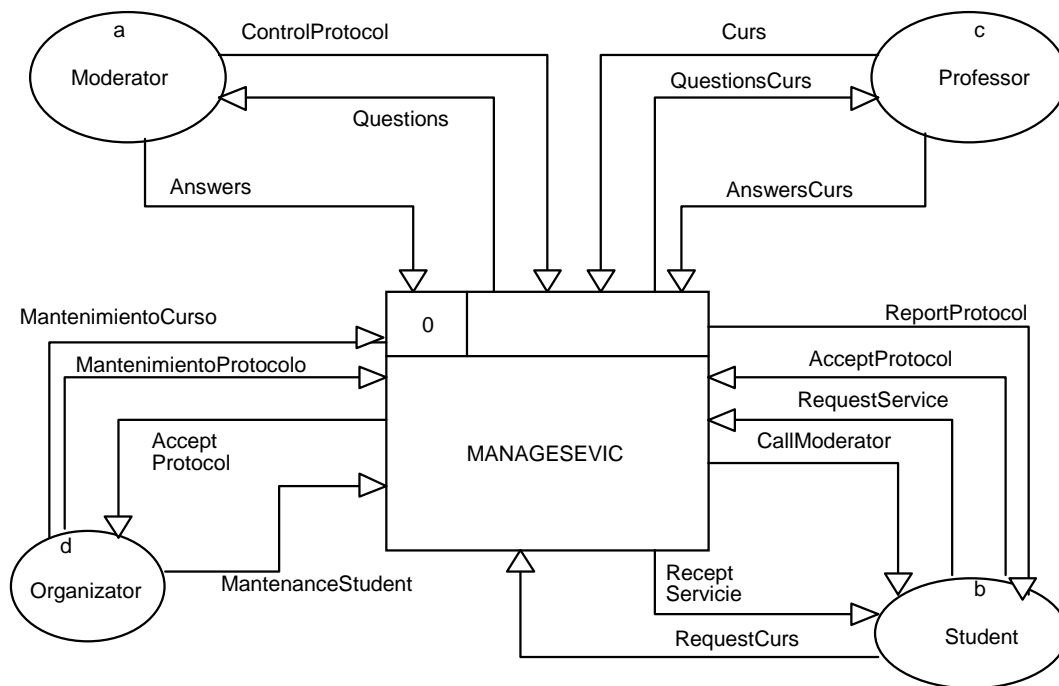 a
Moderator
ControlProtocol
Questions
Answers
c
Professor
Curs
QuestionsCurs
AnswersCurs
0
MANAGESEVIC
MantenimientoCurso
MantenimientoProtocolo
Accept
Protocol
d
Organizator
MantenanceStudent
ReportProtocol
AcceptProtocol
RequestService
CallModerator
Recept
Servicie
RequestCurs
b
Student